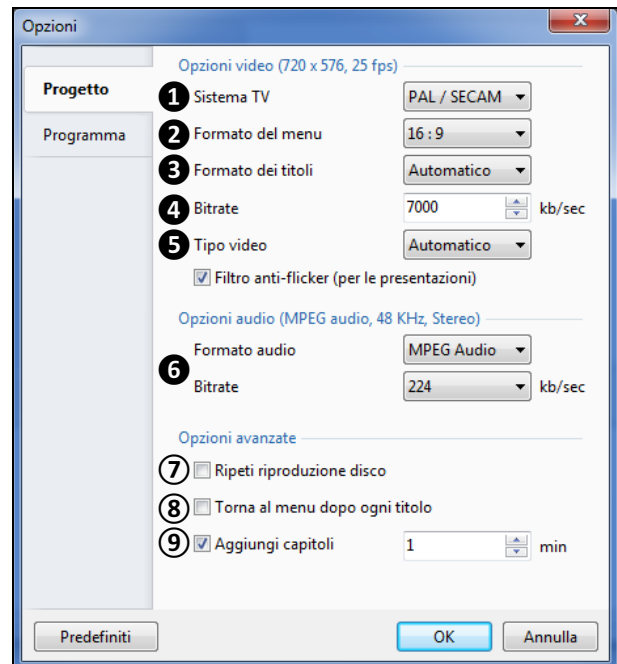 Opzioni
Progetto
Programma
Opzioni video (720 x 576, 25 fps)
1 Sistema TV PAL / SECAM
2 Formato del menu 16 : 9
3 Formato dei titoli Automatico
4 Bitrate 7000 kb/sec
5 Tipo video Automatico
Filtro anti-flicker (per le presentazioni)
Opzioni audio (MPEG audio, 48 KHz, Stereo)
Formato audio MPEG Audio
6
Bitrate 224 kb/sec
Opzioni avanzate
7 Ripeti riproduzione disco
8 Torna al menu dopo ogni titolo
9 Aggiungi capitoli 1 min
Predefiniti OK Annulla